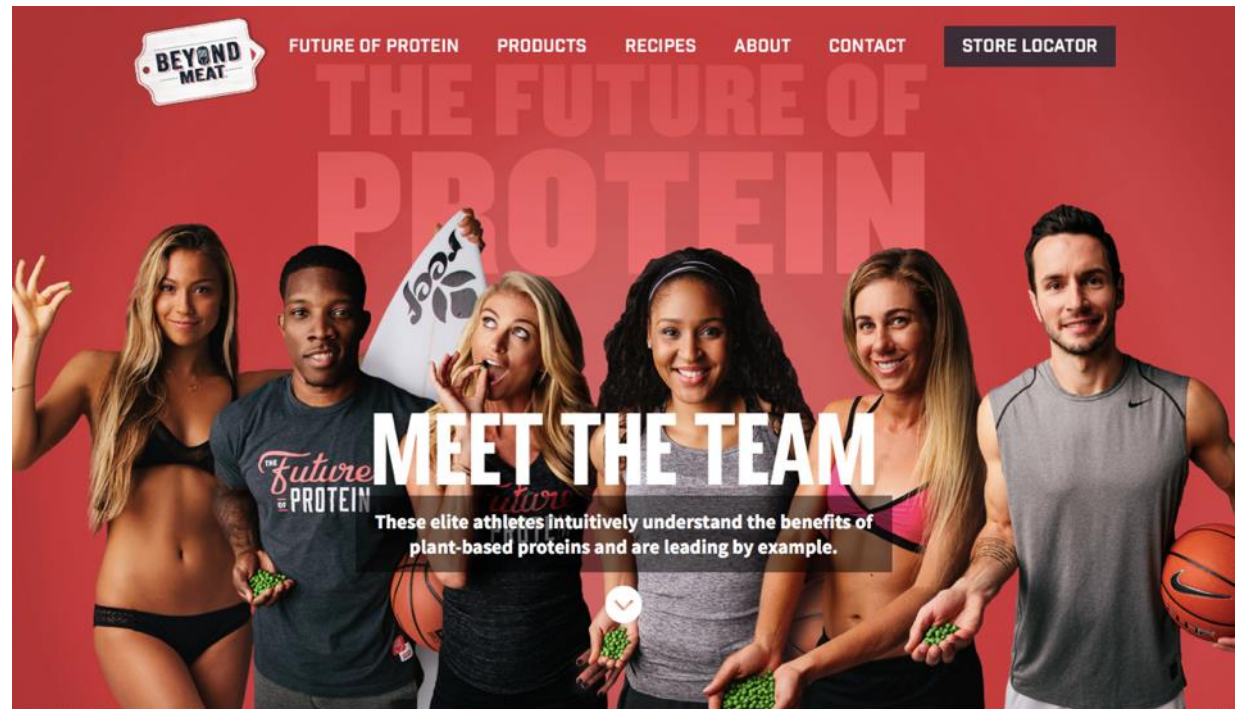 BEYOND
MEAT
FUTURE OF PROTEIN
PRODUCTS
RECIPES
ABOUT
CONTACT
STORE LOCATOR
THE FUTURE OF
PROTEIN
reef
THE
Future
OF PROTEIN
Future
MEET THE TEAM
These elite athletes intuitively understand the benefits of
plant-based proteins and are leading by example.